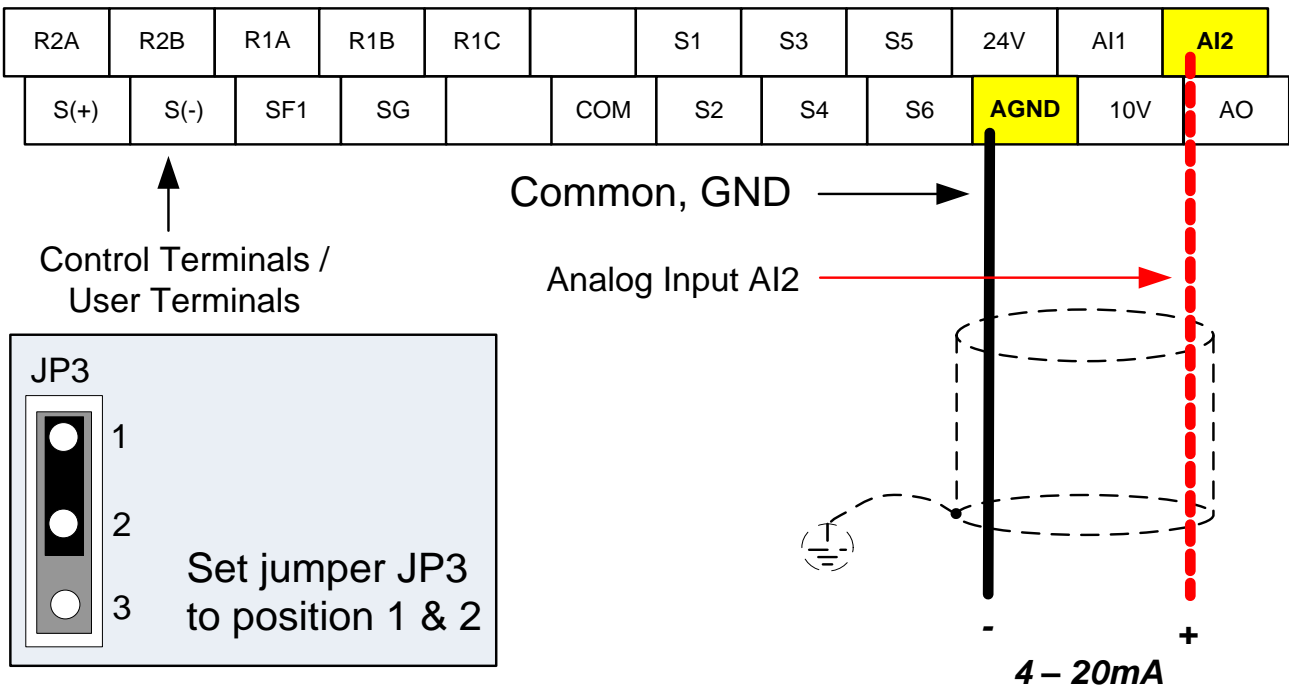 R2A R2B R1A R1B R1C S1 S3 S5 24V AI1 AI2
S(+) S(-) SF1 SG COM S2 S4 S6 AGND 10V AO
Common, GND
Control Terminals /
User Terminals
Analog Input AI2
JP3
1
2
3
Set jumper JP3
to position 1 & 2
- +
4 – 20mA